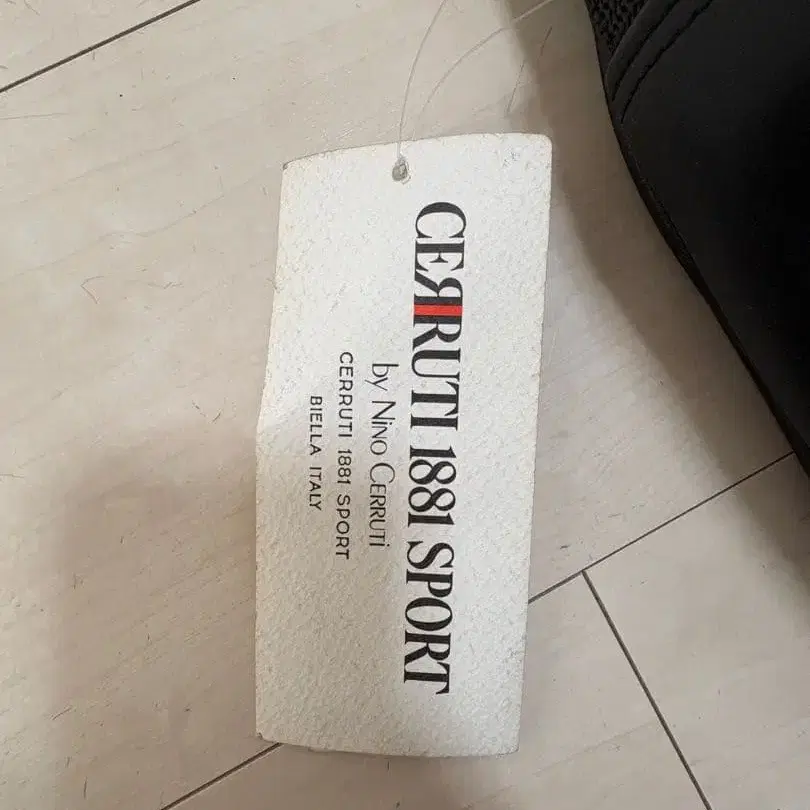 CERRUTI 1881 SPORT
by Nino Cerruti
CERRUTI 1881 SPORT
BIELLA ITALY